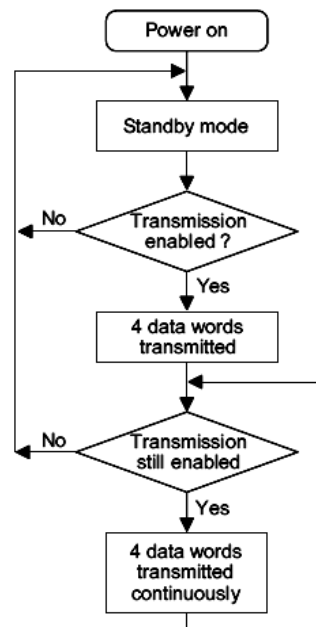 Power on
Standby mode
Transmission
enabled ?
No
Yes
4 data words
transmitted
Transmission
still enabled
No
Yes
4 data words
transmitted
continuously